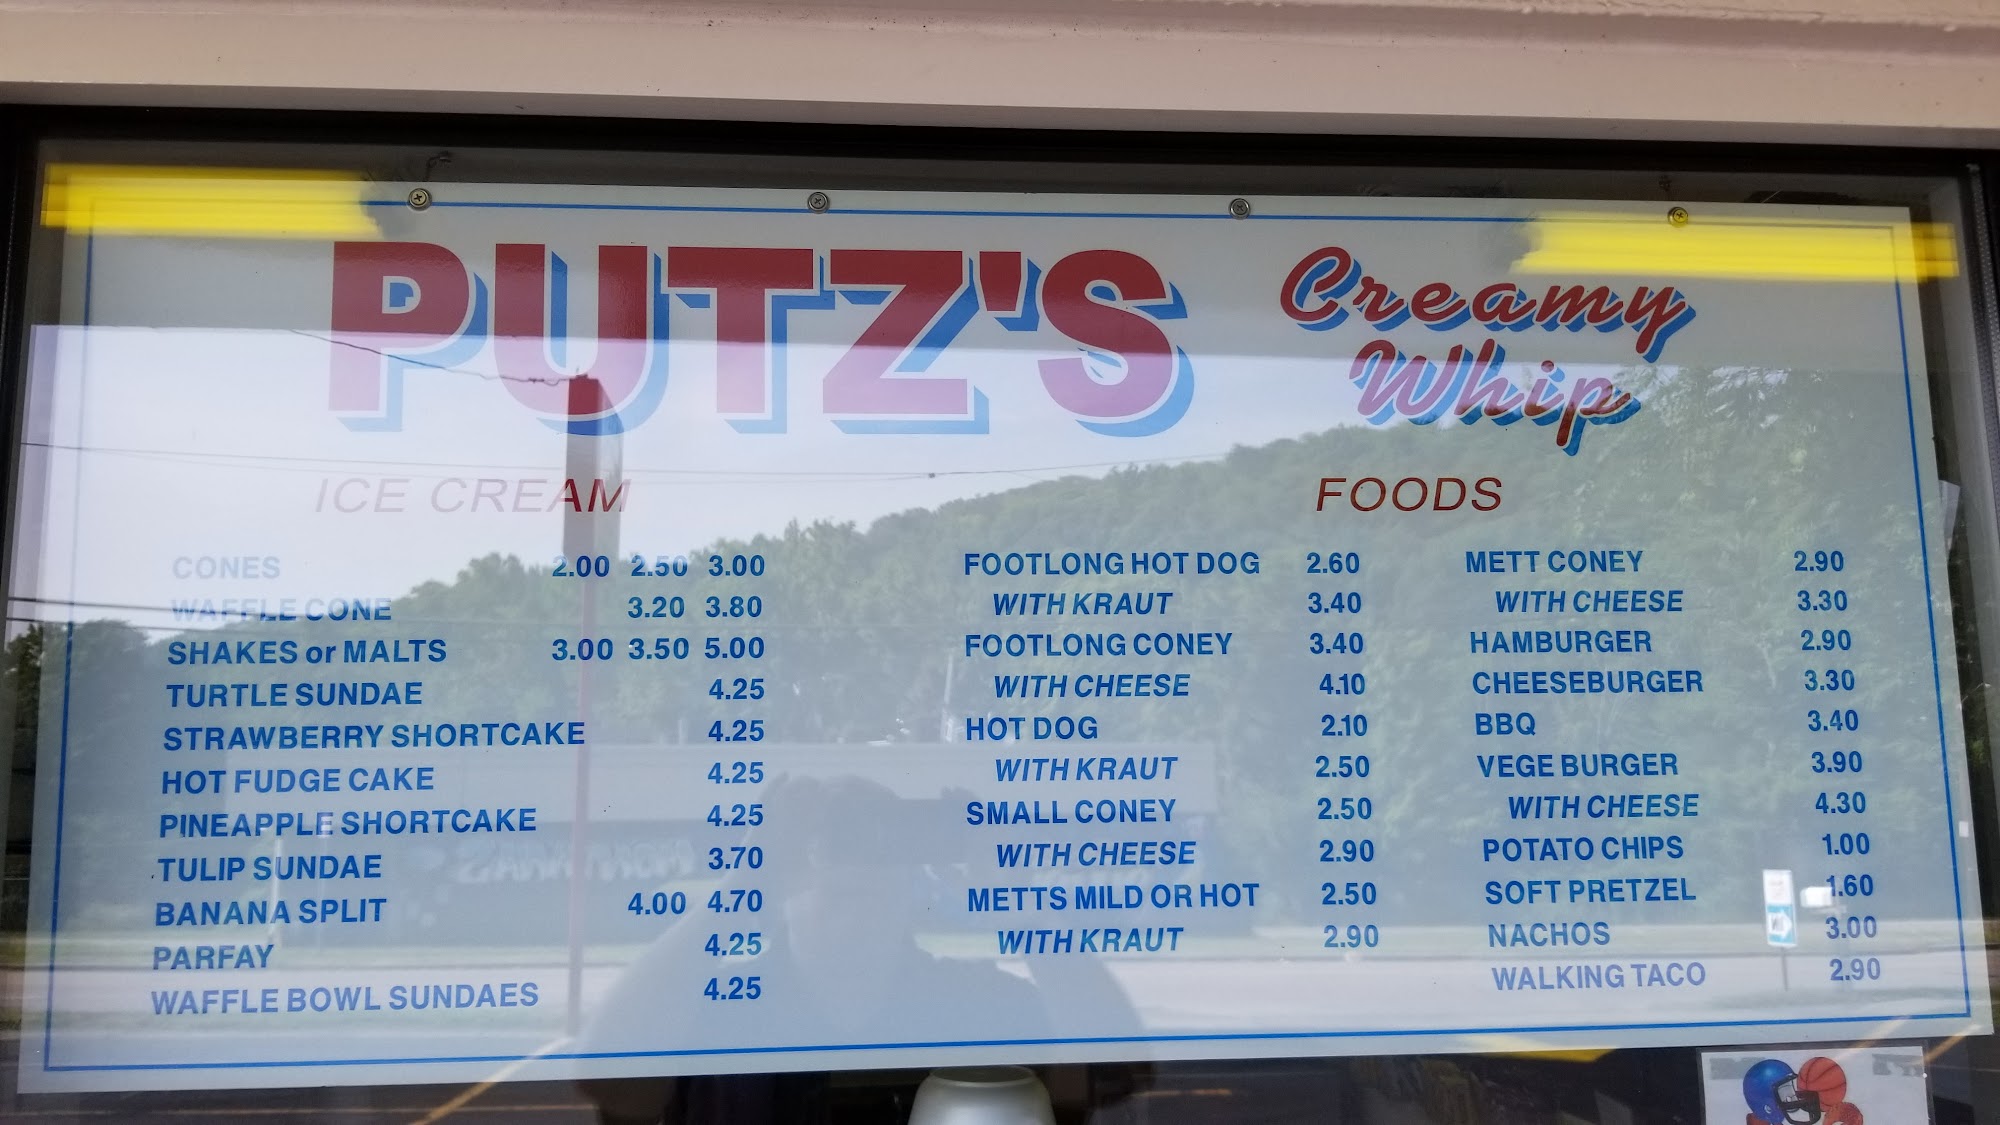 PUTZ'S
Creamy
Whip
ICE CREAM
CONES 2.00 2.50 3.00
WAFFLE CONE 3.20 3.80
SHAKES or MALTS 3.00 3.50 5.00
TURTLE SUNDAE 4.25
STRAWBERRY SHORTCAKE 4.25
HOT FUDGE CAKE 4.25
PINEAPPLE SHORTCAKE 4.25
TULIP SUNDAE 3.70
BANANA SPLIT 4.00 4.70
PARFAY 4.25
WAFFLE BOWL SUNDAES 4.25
FOODS
FOOTLONG HOT DOG 2.60
WITH KRAUT 3.40
FOOTLONG CONEY 3.40
WITH CHEESE 4.10
HOT DOG 2.10
WITH KRAUT 2.50
SMALL CONEY 2.50
WITH CHEESE 2.90
METTS MILD OR HOT 2.50
WITH KRAUT 2.90
METT CONEY 2.90
WITH CHEESE 3.30
HAMBURGER 2.90
CHEESEBURGER 3.30
BBQ 3.40
VEGE BURGER 3.90
WITH CHEESE 4.30
POTATO CHIPS 1.00
SOFT PRETZEL 1.60
NACHOS 3.00
WALKING TACO 2.90